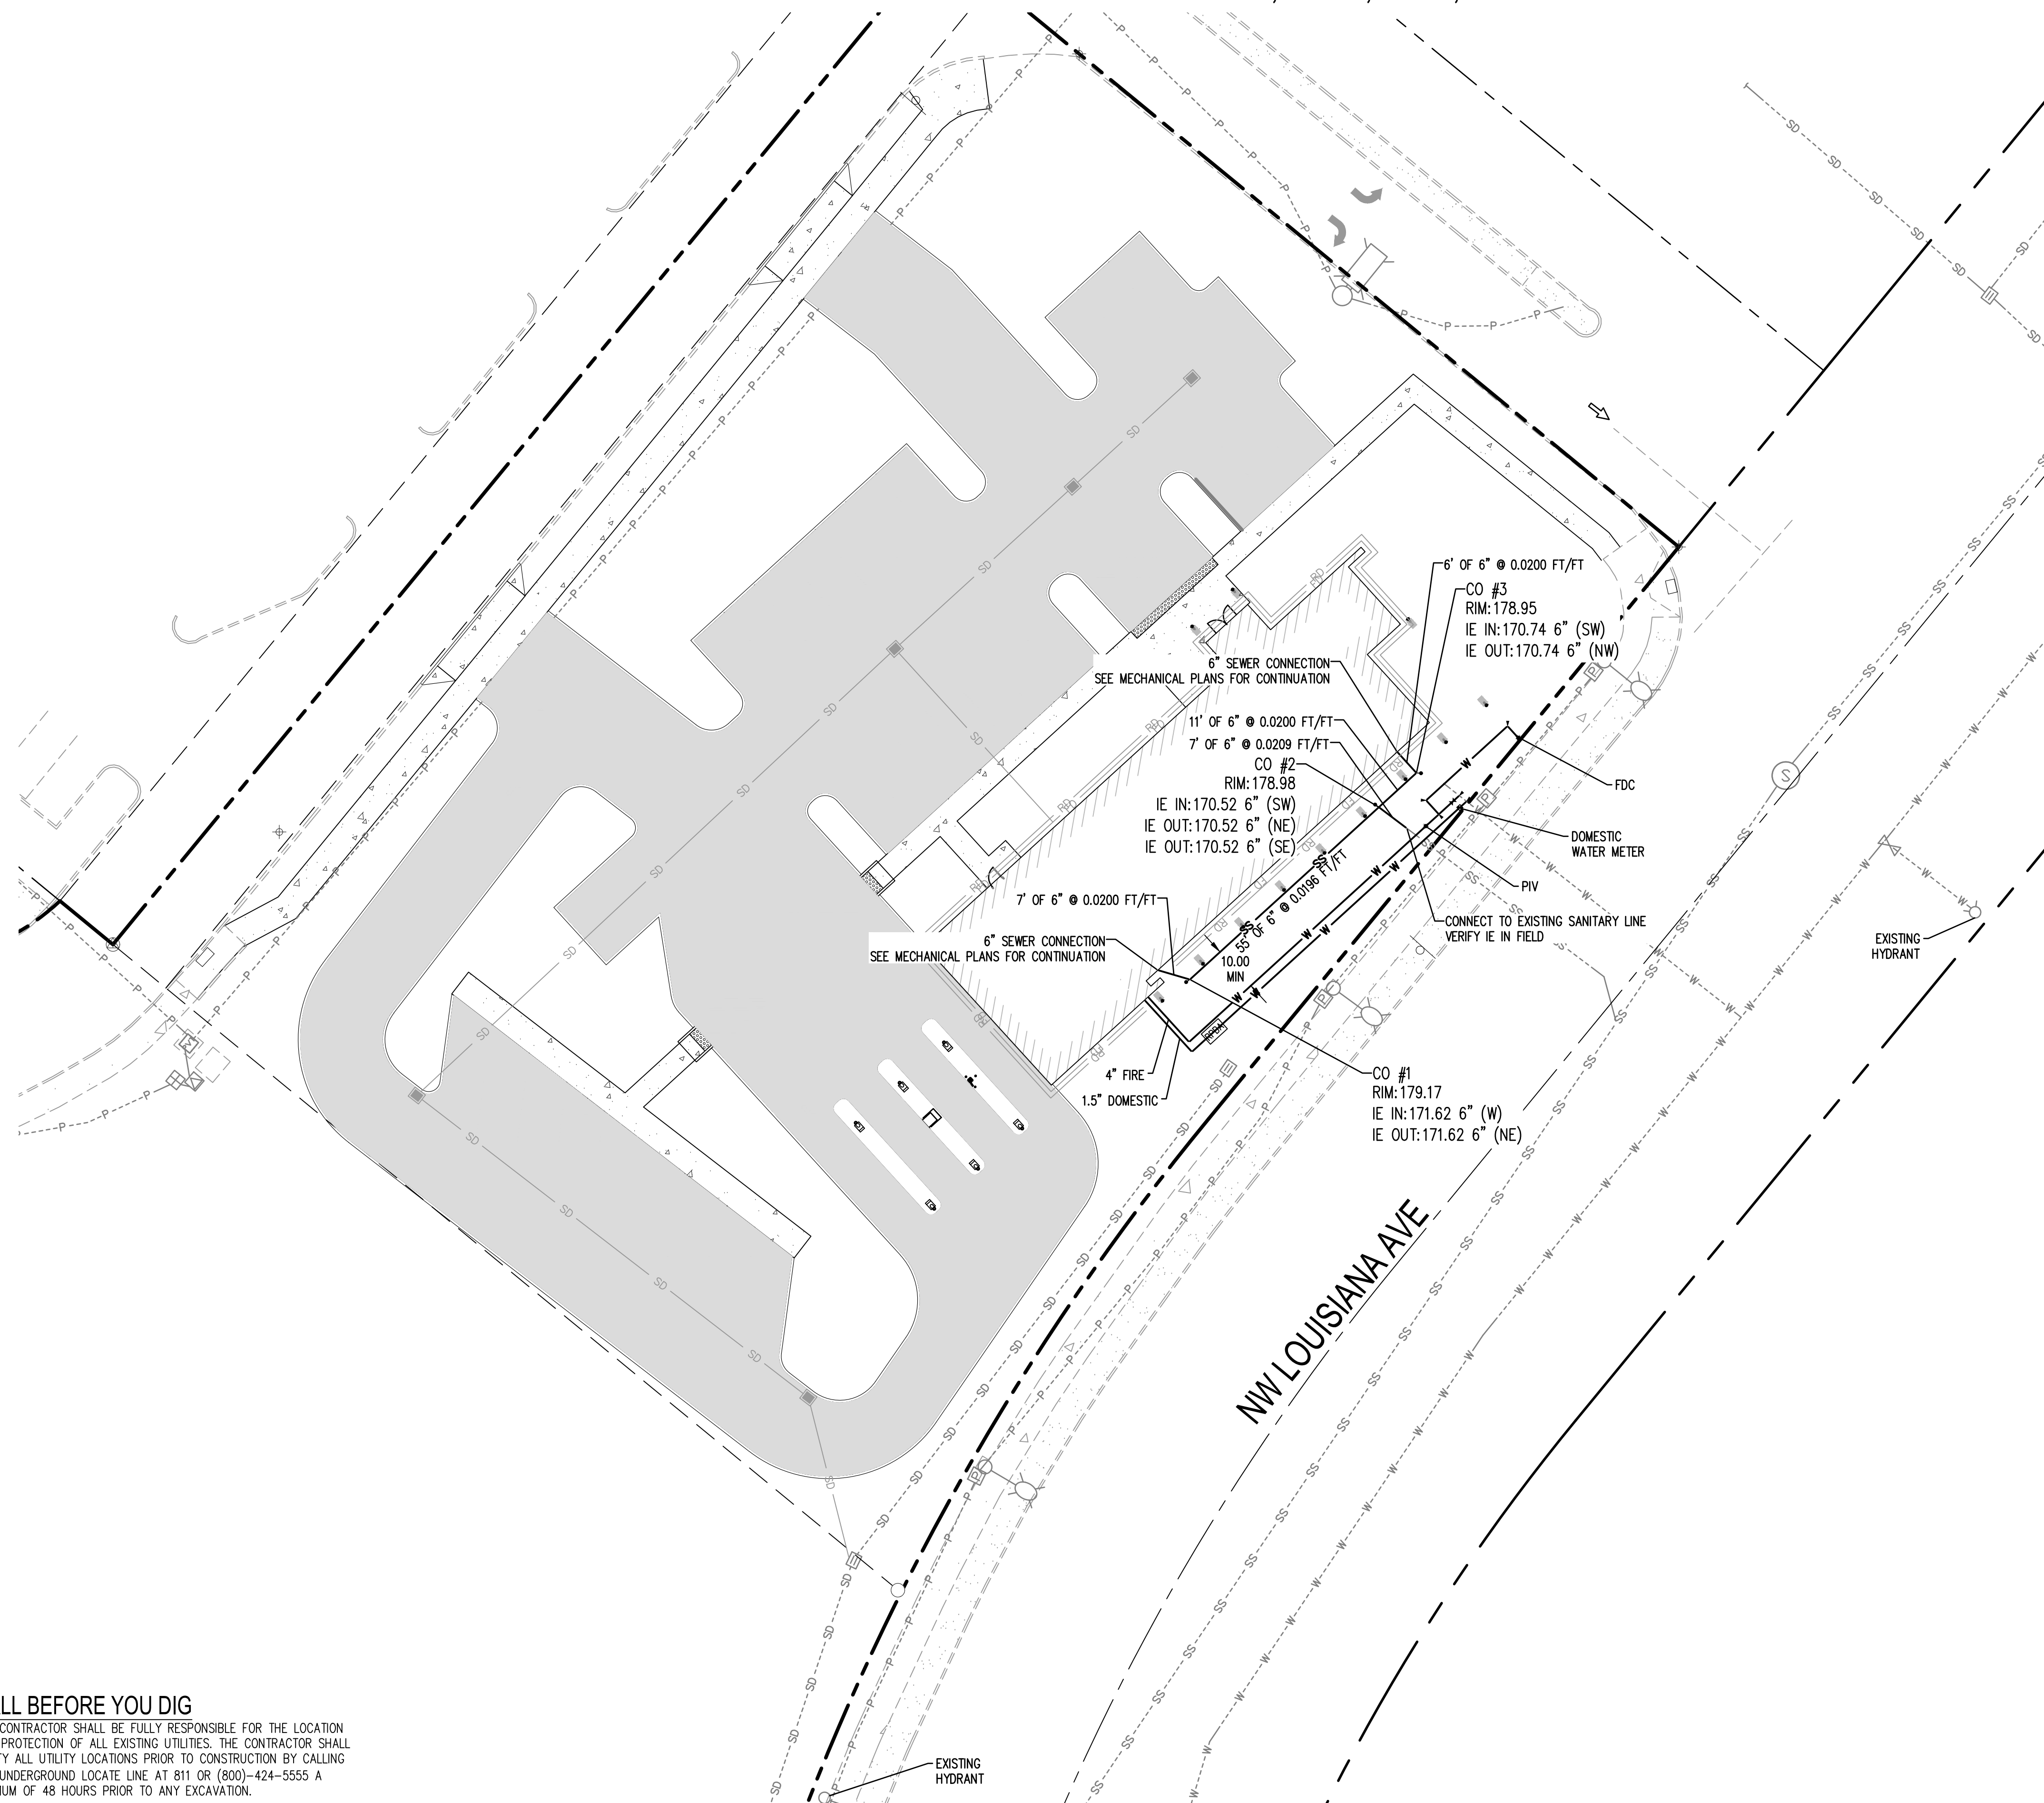 6' OF 6" @ 0.0200 FT/FT
CO #3
RIM:178.95
IE IN:170.74 6" (SW)
IE OUT:170.74 6" (NW)
6" SEWER CONNECTION
SEE MECHANICAL PLANS FOR CONTINUATION
11' OF 6" @ 0.0200 FT/FT
7' OF 6" @ 0.0209 FT/FT
CO #2
RIM:178.98
IE IN:170.52 6" (SW)
IE OUT:170.52 6" (NE)
IE OUT:170.52 6" (SE)
FDC
DOMESTIC
WATER METER
PIV
CONNECT TO EXISTING SANITARY LINE
VERIFY IE IN FIELD
EXISTING
HYDRANT
55' OF 6" @ 0.0196 FT/FT
10.00
MIN
7' OF 6" @ 0.0200 FT/FT
6" SEWER CONNECTION
SEE MECHANICAL PLANS FOR CONTINUATION
RPBA
4" FIRE
1.5" DOMESTIC
CO #1
RIM:179.17
IE IN:171.62 6" (W)
IE OUT:171.62 6" (NE)
NW LOUISIANA AVE
EXISTING
HYDRANT
LL BEFORE YOU DIG
CONTRACTOR SHALL BE FULLY RESPONSIBLE FOR THE LOCATION
PROTECTION OF ALL EXISTING UTILITIES. THE CONTRACTOR SHALL
TY ALL UTILITY LOCATIONS PRIOR TO CONSTRUCTION BY CALLING
UNDERGROUND LOCATE LINE AT 811 OR (800)-424-5555 A
UM OF 48 HOURS PRIOR TO ANY EXCAVATION.